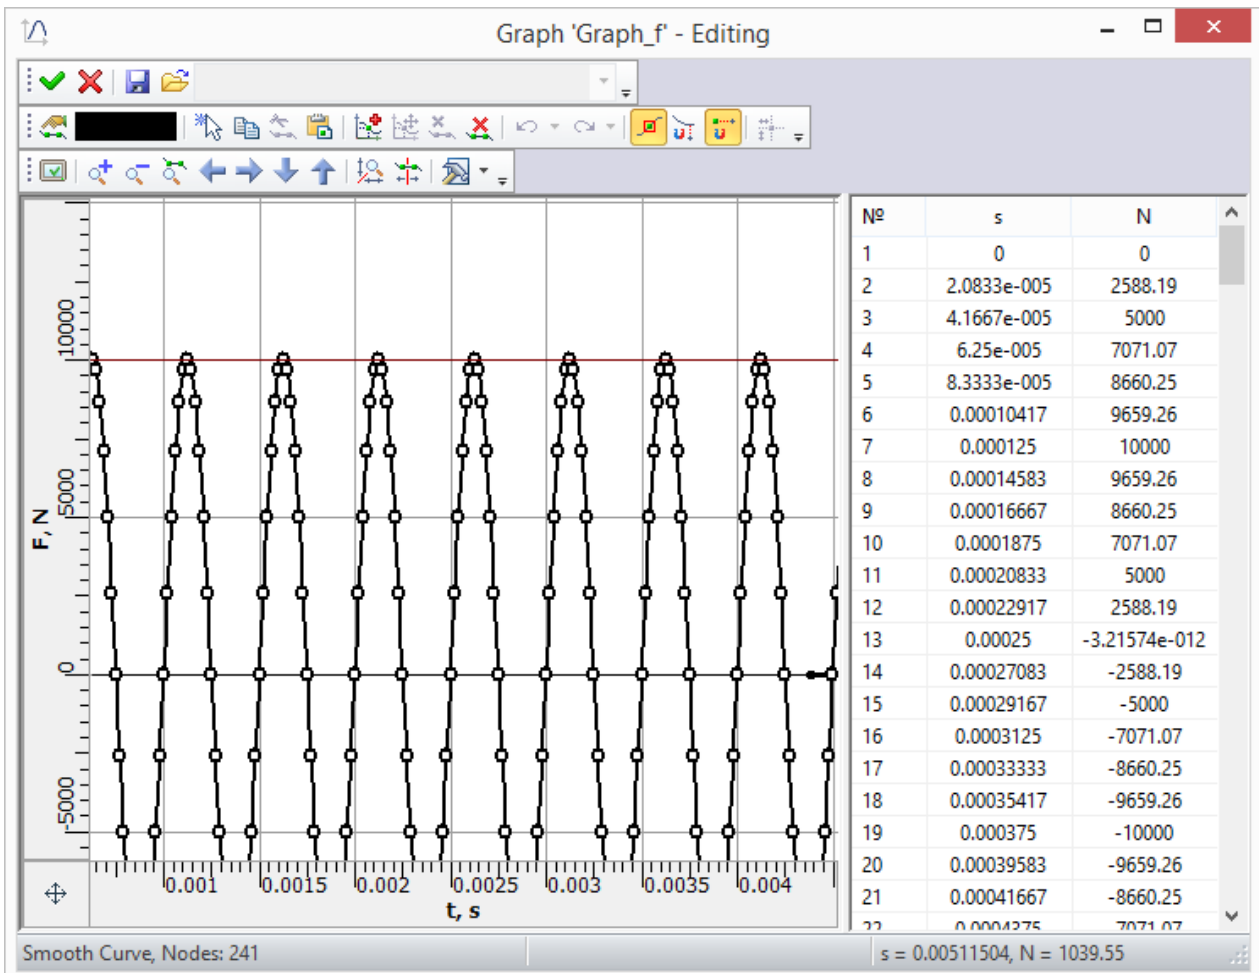 Graph 'Graph_f' - Editing
10000
5000
0
-5000
F, N
0.001 0.0015 0.002 0.0025 0.003 0.0035 0.004
t, s
Nº s N
1 0 0
2 2.0833e-005 2588.19
3 4.1667e-005 5000
4 6.25e-005 7071.07
5 8.3333e-005 8660.25
6 0.00010417 9659.26
7 0.000125 10000
8 0.00014583 9659.26
9 0.00016667 8660.25
10 0.0001875 7071.07
11 0.00020833 5000
12 0.00022917 2588.19
13 0.00025 -3.21574e-012
14 0.00027083 -2588.19
15 0.00029167 -5000
16 0.0003125 -7071.07
17 0.00033333 -8660.25
18 0.00035417 -9659.26
19 0.000375 -10000
20 0.00039583 -9659.26
21 0.00041667 -8660.25
22 0.0004375 -7071.07
Smooth Curve, Nodes: 241
s = 0.00511504, N = 1039.55